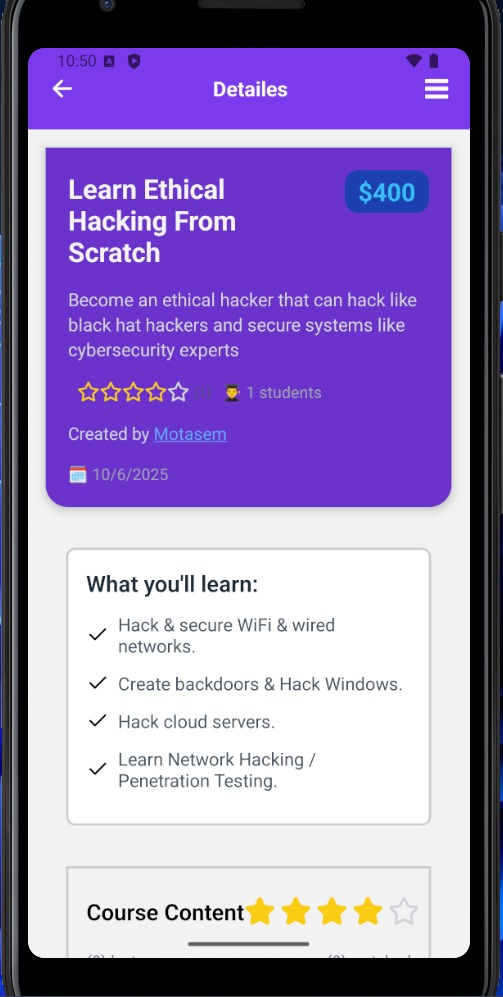 10:50
Detailes
Learn Ethical
Hacking From
Scratch
$400
Become an ethical hacker that can hack like
black hat hackers and secure systems like
cybersecurity experts
1 students
Created by Motasem
10/6/2025
What you'll learn:
Hack & secure WiFi & wired
networks.
Create backdoors & Hack Windows.
Hack cloud servers.
Learn Network Hacking /
Penetration Testing.
Course Content